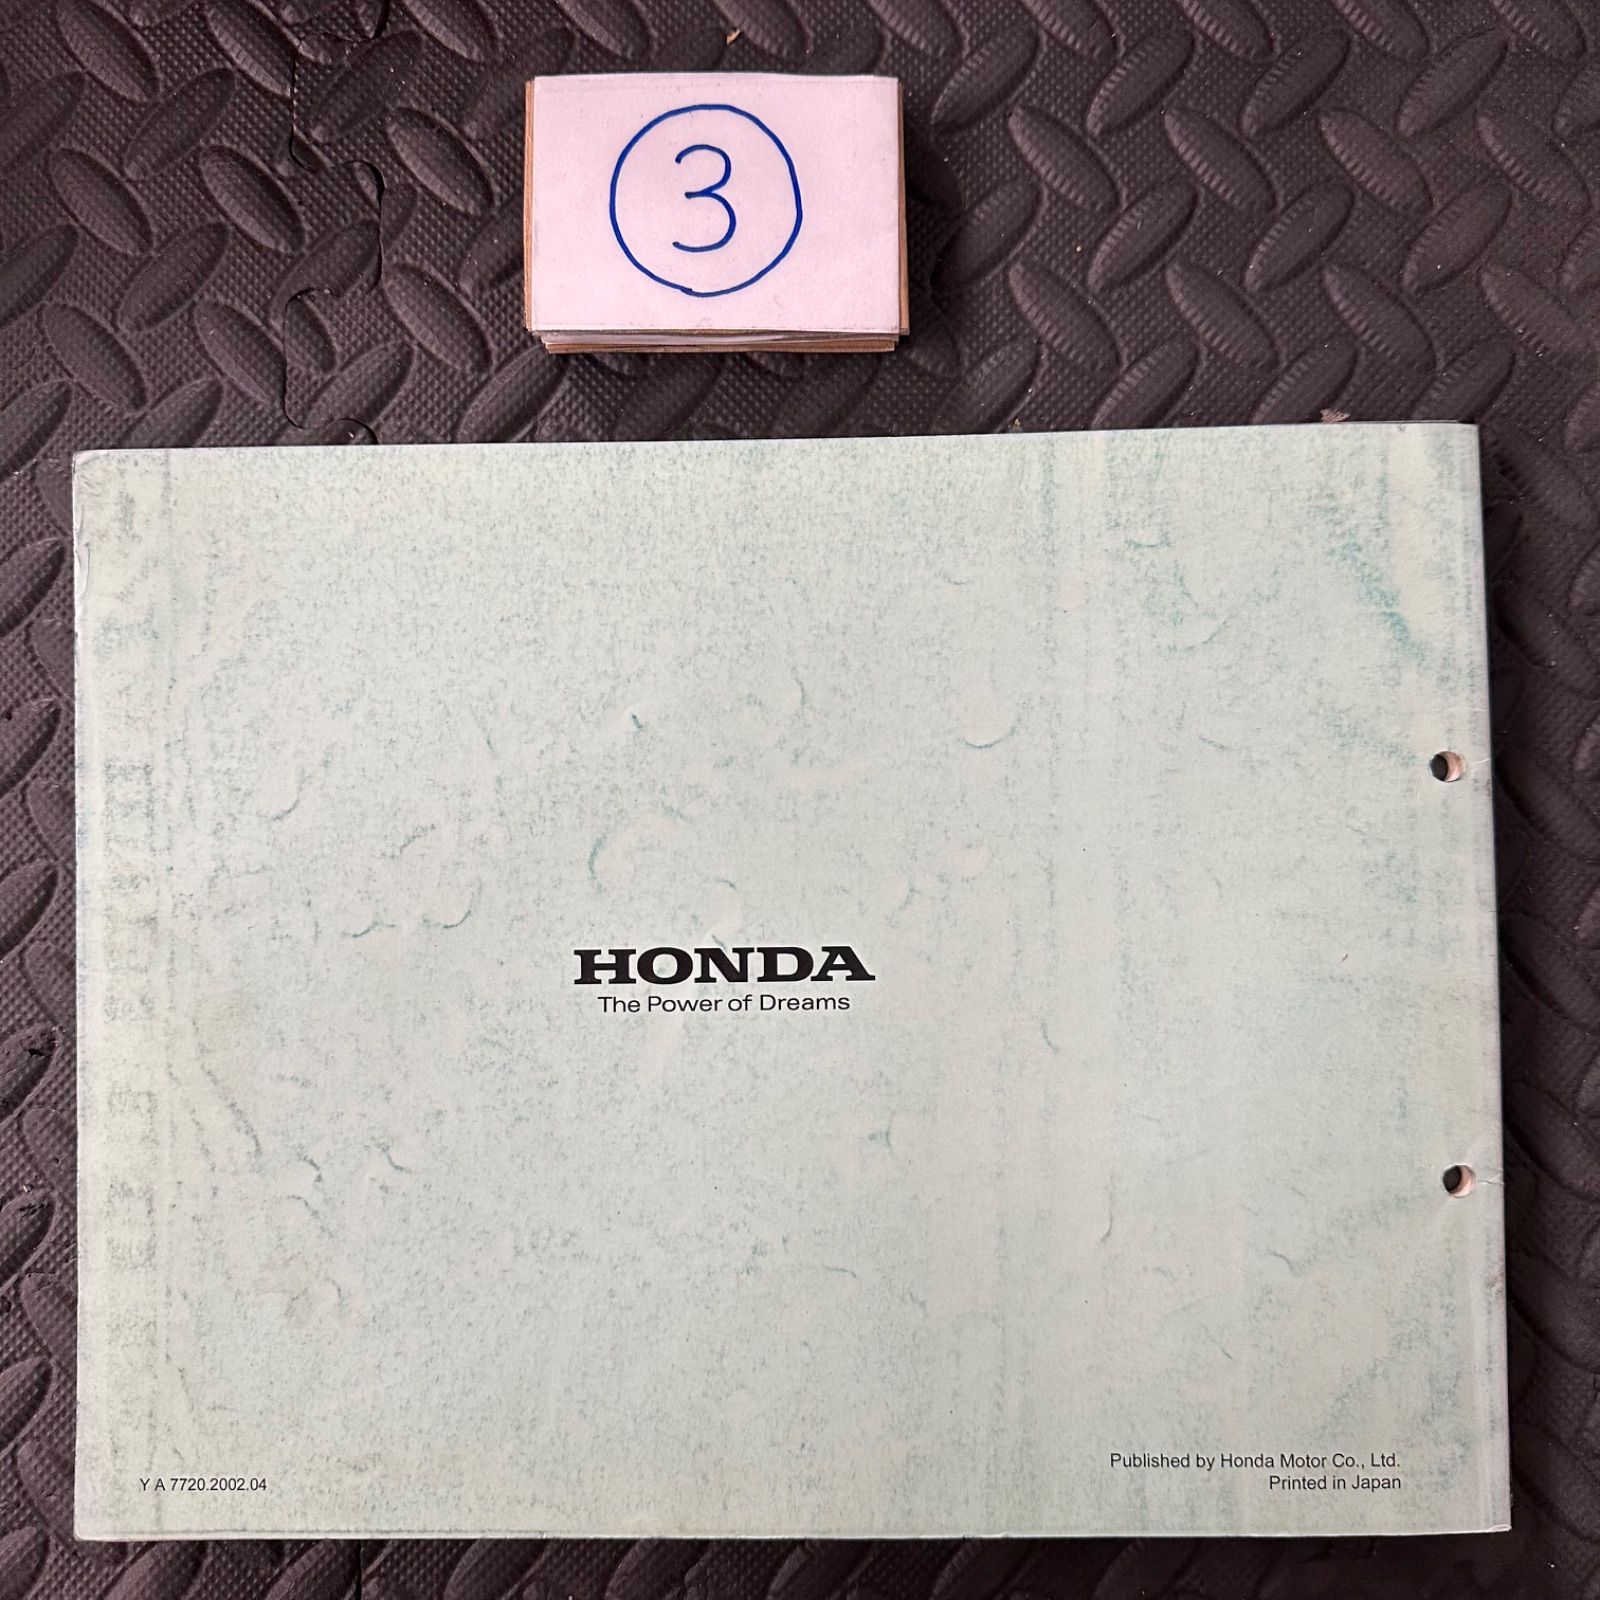 ③
HONDA
The Power of Dreams
Published by Honda Motor Co., Ltd.
Printed in Japan
Y A 7720.2002.04